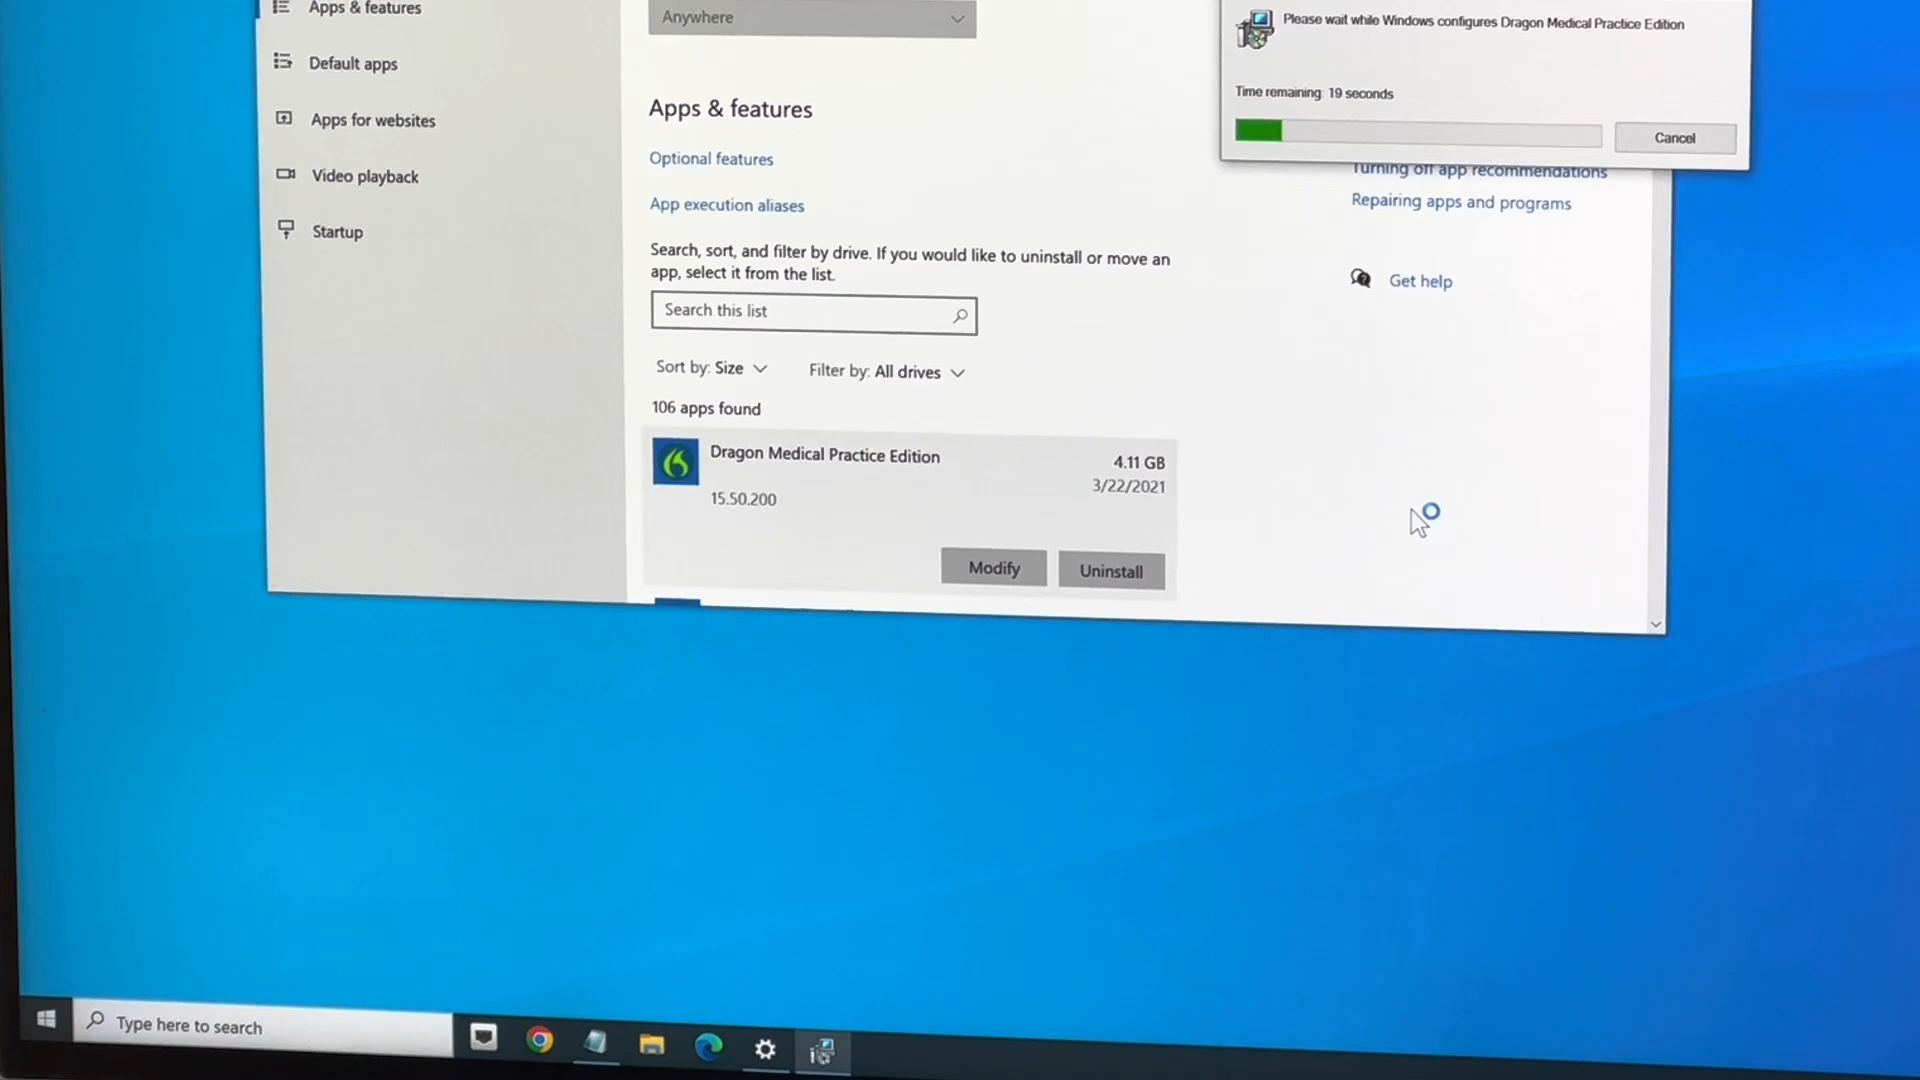 Apps & features
Default apps
Apps for websites
Video playback
Startup
Anywhere
Apps & features
Optional features
App execution aliases
Search, sort, and filter by drive. If you would like to uninstall or move an
app, select it from the list.
Search this list
Sort by: Size
Filter by: All drives
106 apps found
Dragon Medical Practice Edition
4.11 GB
15.50.200
3/22/2021
Modify
Uninstall
Please wait while Windows configures Dragon Medical Practice Edition
Time remaining: 19 seconds
Cancel
Turning off app recommendations
Repairing apps and programs
Get help
Type here to search